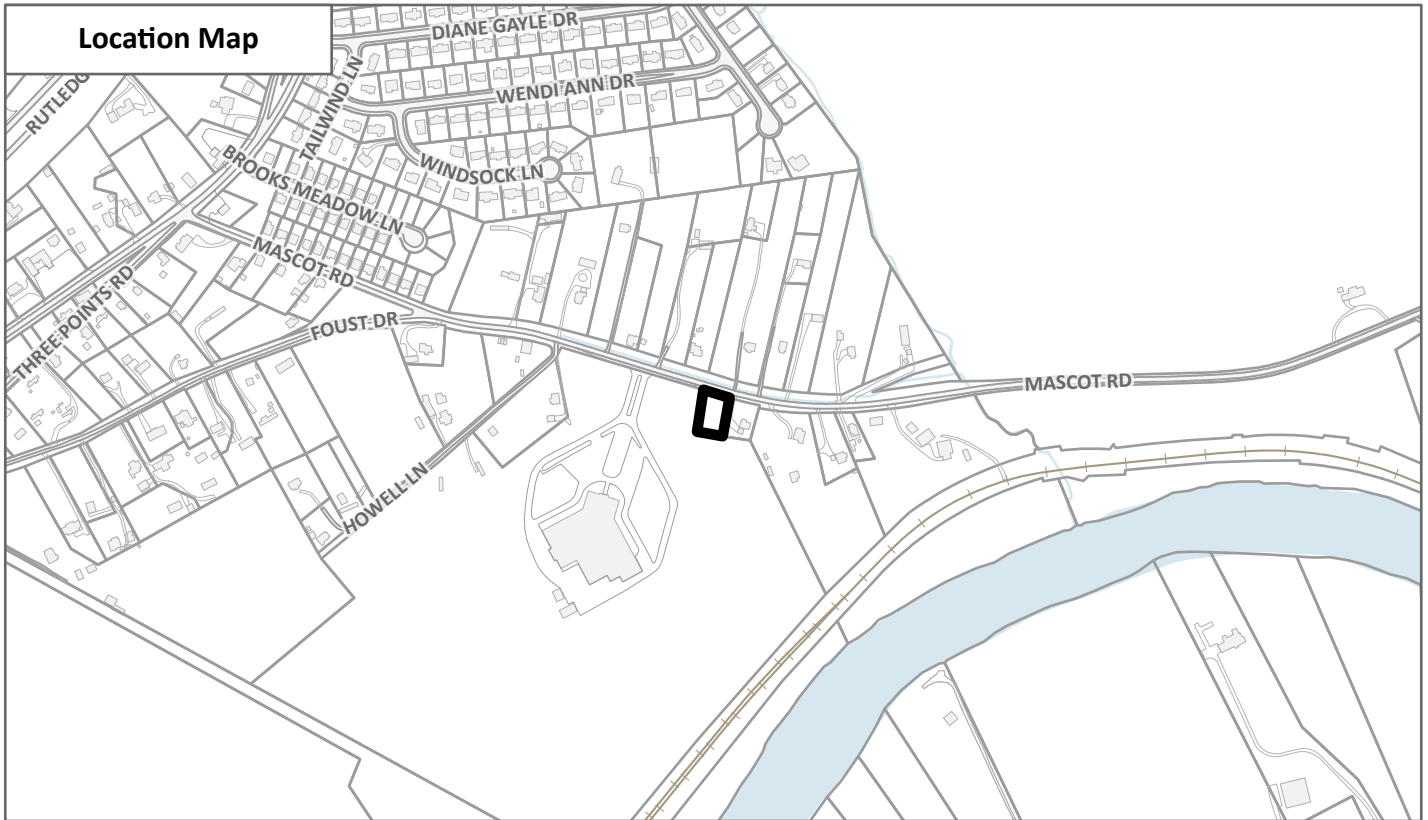 Location Map
DIANE GAYLE DR
RUTLEDG
TAILWIND LN
WENDI ANN DR
BROOKS MEADOW LN
WINDSOCK LN
MASCOT RD
THREE POINTS RD
FOUST DR
MASCOT RD
HOWELL LN